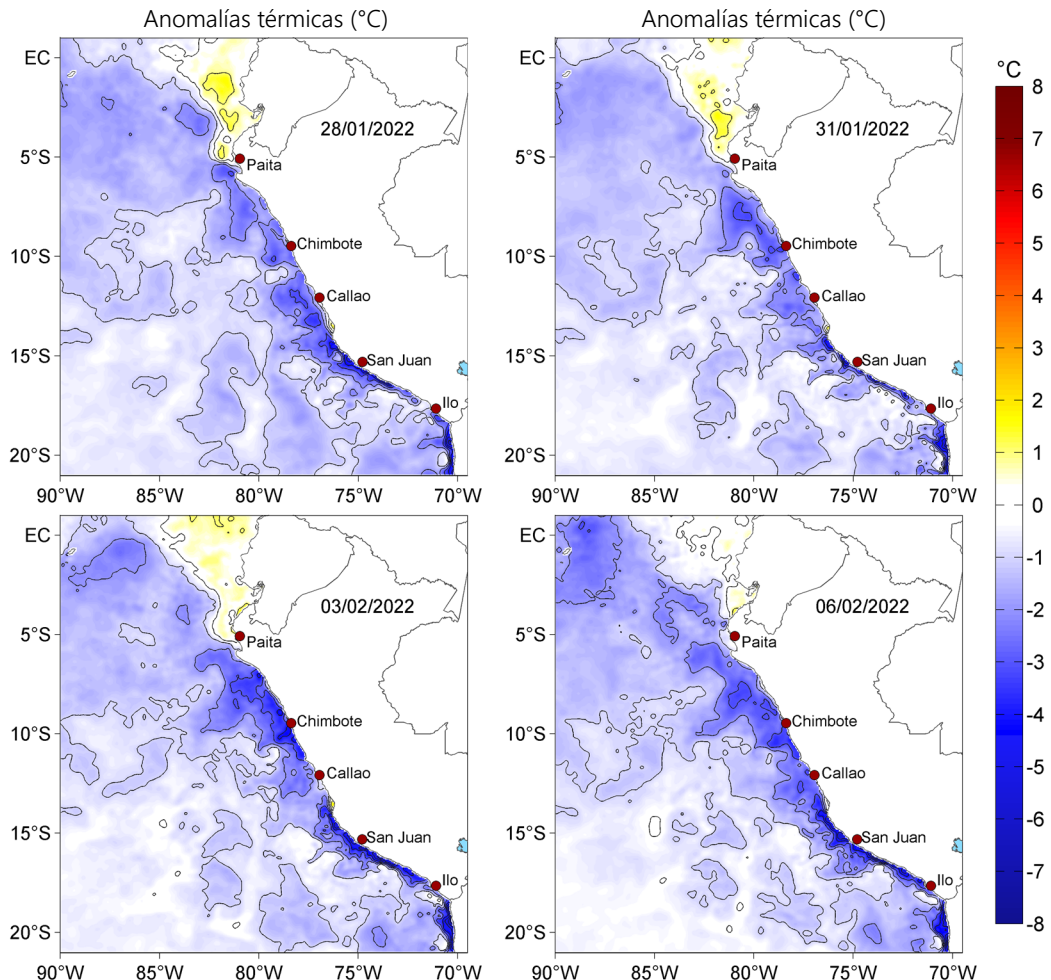 Anomalías térmicas (°C)
Anomalías térmicas (°C)
°C
EC
5°S
10°S
15°S
20°S
90°W
85°W
80°W
75°W
70°W
28/01/2022
Paita
Chimbote
Callao
San Juan
Ilo
EC
5°S
10°S
15°S
20°S
90°W
85°W
80°W
75°W
70°W
31/01/2022
Paita
Chimbote
Callao
San Juan
Ilo
EC
5°S
10°S
15°S
20°S
90°W
85°W
80°W
75°W
70°W
03/02/2022
Paita
Chimbote
Callao
San Juan
Ilo
EC
5°S
10°S
15°S
20°S
90°W
85°W
80°W
75°W
70°W
06/02/2022
Paita
Chimbote
Callao
San Juan
Ilo
8
7
6
5
4
3
2
1
0
-1
-2
-3
-4
-5
-6
-7
-8